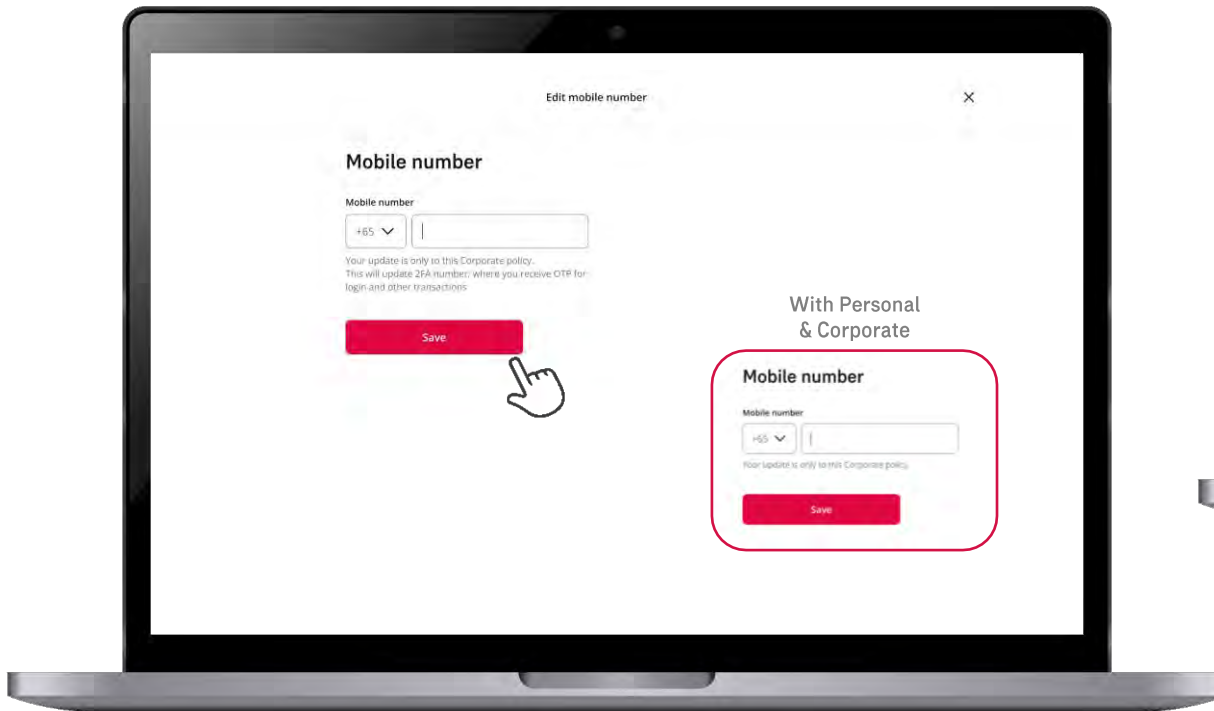 Edit mobile number
Mobile number
Mobile number
+65
Your update is only to this Corporate policy.
This will update 2FA number, where you receive OTP for
login and other transactions
Save
With Personal
& Corporate
Mobile number
Mobile number
+65
Your update is only to this Corporate policy.
Save